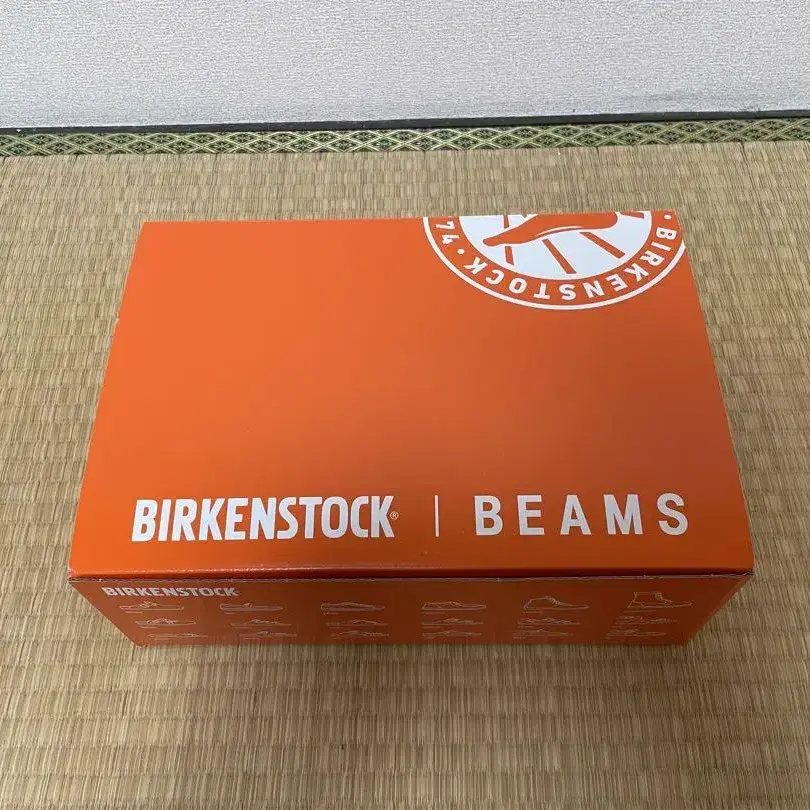 74 · BIRKENSTOCK ·
BIRKENSTOCK® | BEAMS
BIRKENSTOCK